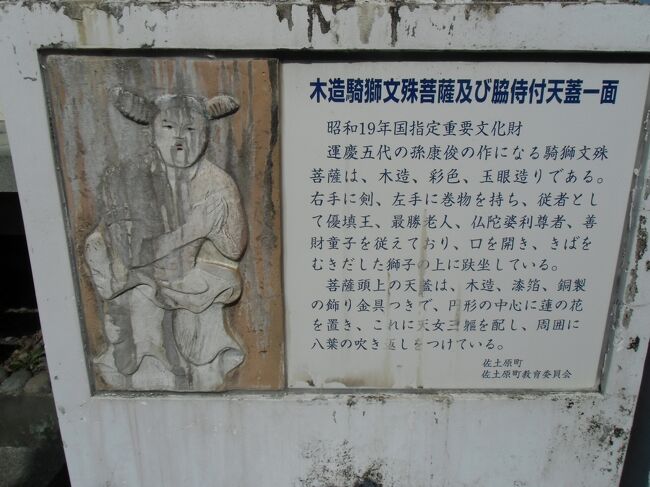 木造騎獅文殊菩薩及び脇侍付天蓋一面
昭和19年国指定重要文化財
運慶五代の孫康俊の作になる騎獅文殊
菩薩は、木造、彩色、玉眼造りである。
右手に剣、左手に巻物を持ち、従者とし
て優塡王、最勝老人、仏陀婆利尊者、善
財童子を従えており、口を開き、きばを
むきだした獅子の上に趺坐している。
菩薩頭上の天蓋は、木造、漆箔、銅製
の飾り金具つきで、円形の中心に蓮の花
を置き、これに天女三軀を配し、周囲に
八葉の吹き返しをつけている。
佐土原町
佐土原町教育委員会